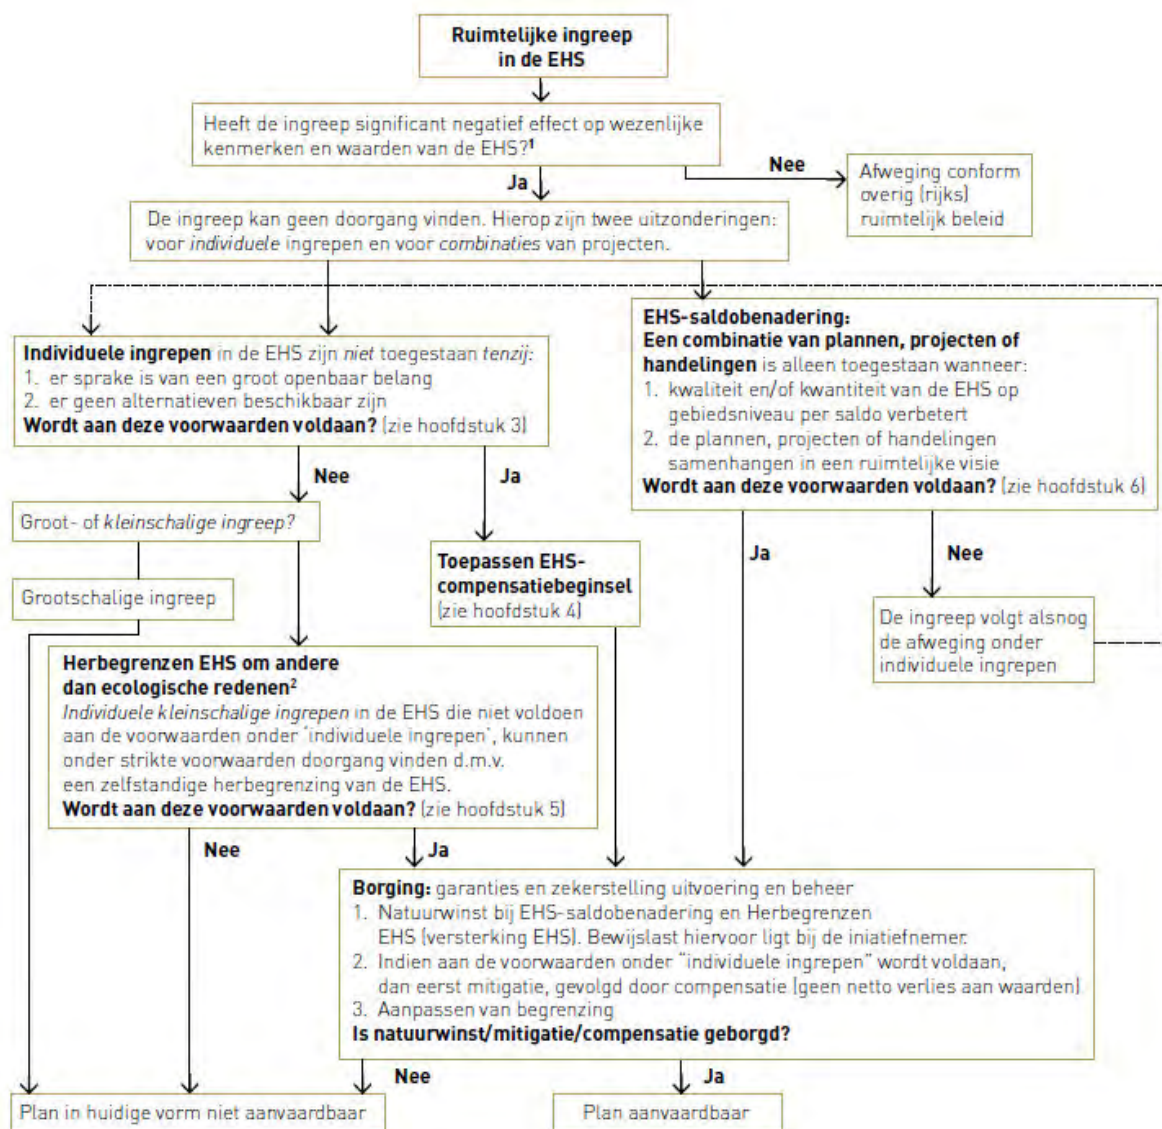 Ruimtelijke ingreep
in de EHS
Heeft de ingreep significant negatief effect op wezenlijke
kenmerken en waarden van de EHS?¹
Nee
Afweging conform
overig (rijks)
ruimtelijk beleid
Ja
De ingreep kan geen doorgang vinden. Hierop zijn twee uitzonderingen:
voor individuele ingrepen en voor combinaties van projecten.
Individuele ingrepen in de EHS zijn niet toegestaan tenzij:
1. er sprake is van een groot openbaar belang
2. er geen alternatieven beschikbaar zijn
Wordt aan deze voorwaarden voldaan? (zie hoofdstuk 3)
EHS-saldobenadering:
Een combinatie van plannen, projecten of
handelingen is alleen toegestaan wanneer:
1. kwaliteit en/of kwantiteit van de EHS op
gebiedsniveau per saldo verbetert
2. de plannen, projecten of handelingen
samenhangen in een ruimtelijke visie
Wordt aan deze voorwaarden voldaan? (zie hoofdstuk 6)
Nee
Ja
Groot- of kleinschalige ingreep?
Grootschalige ingreep
Toepassen EHS-
compensatiebeginsel
(zie hoofdstuk 4)
Ja
Nee
De ingreep volgt alsnog
de afweging onder
individuele ingrepen
Herbegrenzen EHS om andere
dan ecologische redenen²
Individuele kleinschalige ingrepen in de EHS die niet voldoen
aan de voorwaarden onder 'individuele ingrepen', kunnen
onder strikte voorwaarden doorgang vinden d.m.v.
een zelfstandige herbegrenzing van de EHS.
Wordt aan deze voorwaarden voldaan? (zie hoofdstuk 5)
Nee
Ja
Borging: garanties en zekerstelling uitvoering en beheer
1. Natuurwinst bij EHS-saldobenadering en Herbegrenzen
EHS (versterking EHS). Bewijslast hiervoor ligt bij de iniatiefnemer.
2. Indien aan de voorwaarden onder "individuele ingrepen" wordt voldaan,
dan eerst mitigatie, gevolgd door compensatie (geen netto verlies aan waarden)
3. Aanpassen van begrenzing
Is natuurwinst/mitigatie/compensatie geborgd?
Nee
Ja
Plan in huidige vorm niet aanvaardbaar
Plan aanvaardbaar